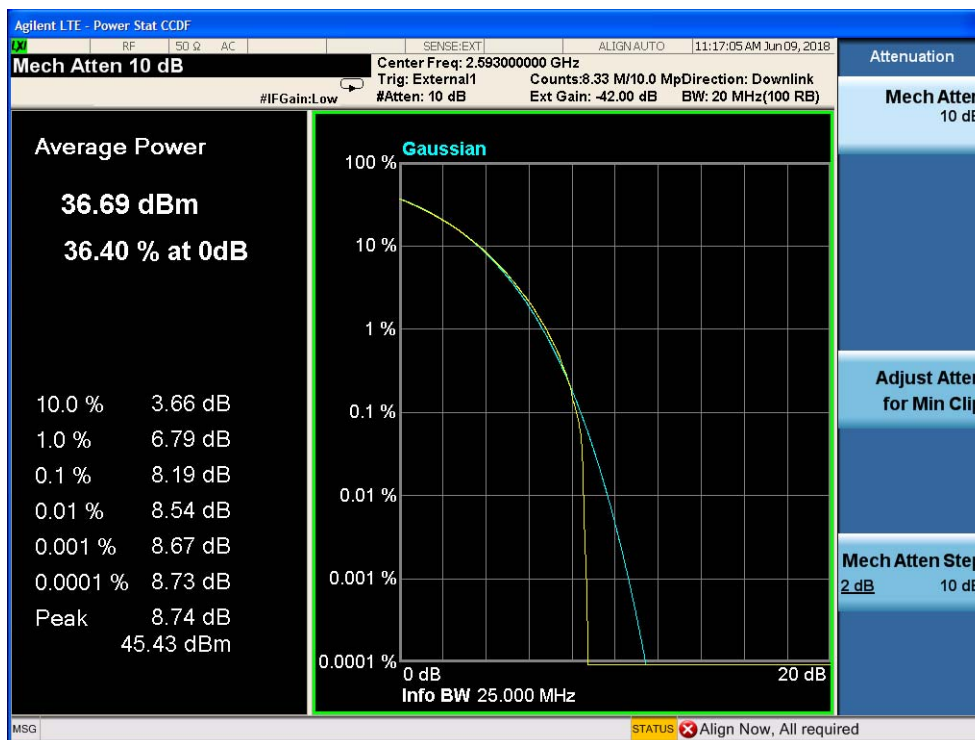 Agilent LTE - Power Stat CCDF
LXI RF 50 Ω AC SENSE:EXT ALIGN AUTO 11:17:05 AM Jun 09, 2018
Mech Atten 10 dB
Center Freq: 2.593000000 GHz
Trig: External1 Counts:8.33 M/10.0 MpDirection: Downlink
#IFGain:Low #Atten: 10 dB Ext Gain: -42.00 dB BW: 20 MHz(100 RB)
Average Power
36.69 dBm
36.40 % at 0dB
10.0 % 3.66 dB
1.0 % 6.79 dB
0.1 % 8.19 dB
0.01 % 8.54 dB
0.001 % 8.67 dB
0.0001 % 8.73 dB
Peak 8.74 dB
45.43 dBm
Gaussian
100 %
10 %
1 %
0.1 %
0.01 %
0.001 %
0.0001 %
0 dB 20 dB
Info BW 25.000 MHz
Attenuation
Mech Atten
10 dB
Adjust Atten
for Min Clip
Mech Atten Step
2 dB 10 dB
MSG STATUS Align Now, All required